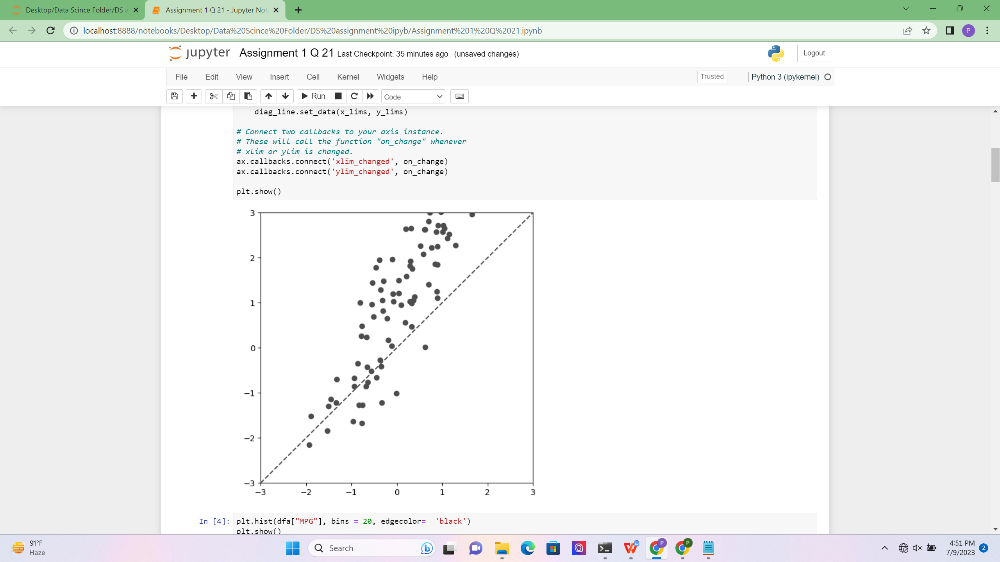 Desktop/Data Scince Folder/DS a
Assignment 1 Q 21 - Jupyter Not
localhost:8888/notebooks/Desktop/Data%20Scince%20Folder/DS%20assignment%20ipyb/Assignment%201%20Q%2021.ipynb
P
jupyter Assignment 1 Q 21 Last Checkpoint: 35 minutes ago (unsaved changes)
Logout
File Edit View Insert Cell Kernel Widgets Help
Trusted
Python 3 (ipykernel)
Run
Code
diag_line.set_data(x_lims, y_lims)
# Connect two callbacks to your axis instance.
# These will call the function "on_change" whenever
# xlim or ylim is changed.
ax.callbacks.connect('xlim_changed', on_change)
ax.callbacks.connect('ylim_changed', on_change)
plt.show()
3
2
1
0
−1
−2
−3
−3 −2 −1 0 1 2 3
In [4]: plt.hist(dfa["MPG"], bins = 20, edgecolor=  'black')
plt.show()
91°F
Haze
Search
P
P
4:51 PM
7/9/2023
2